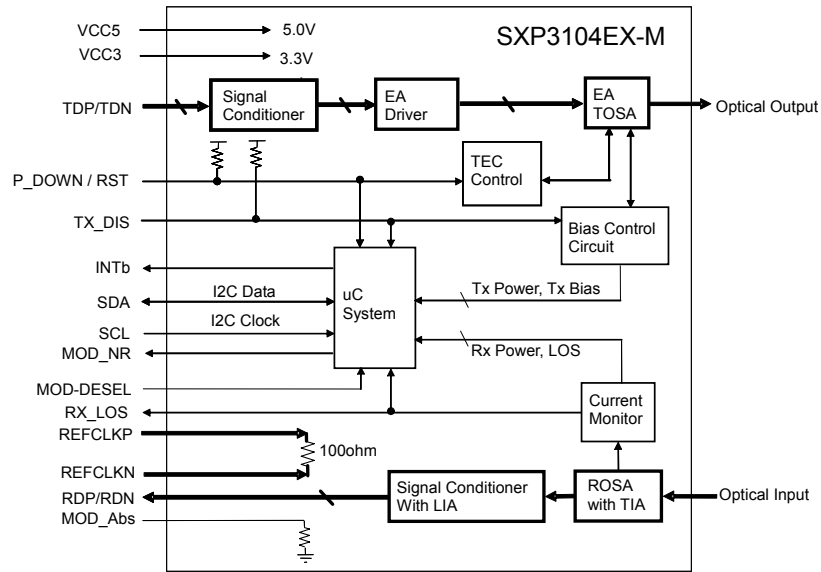 SXP3104EX-M
VCC5
5.0V
VCC3
3.3V
TDP/TDN
Signal
Conditioner
EA
Driver
EA
TOSA
Optical Output
P_DOWN / RST
TEC
Control
TX_DIS
Bias Control
Circuit
INTb
uC
System
Tx Power, Tx Bias
SDA
I2C Data
SCL
I2C Clock
Rx Power, LOS
MOD_NR
MOD-DESEL
Current
Monitor
RX_LOS
REFCLKP
100ohm
REFCLKN
RDP/RDN
Signal Conditioner
With LIA
ROSA
with TIA
Optical Input
MOD_Abs